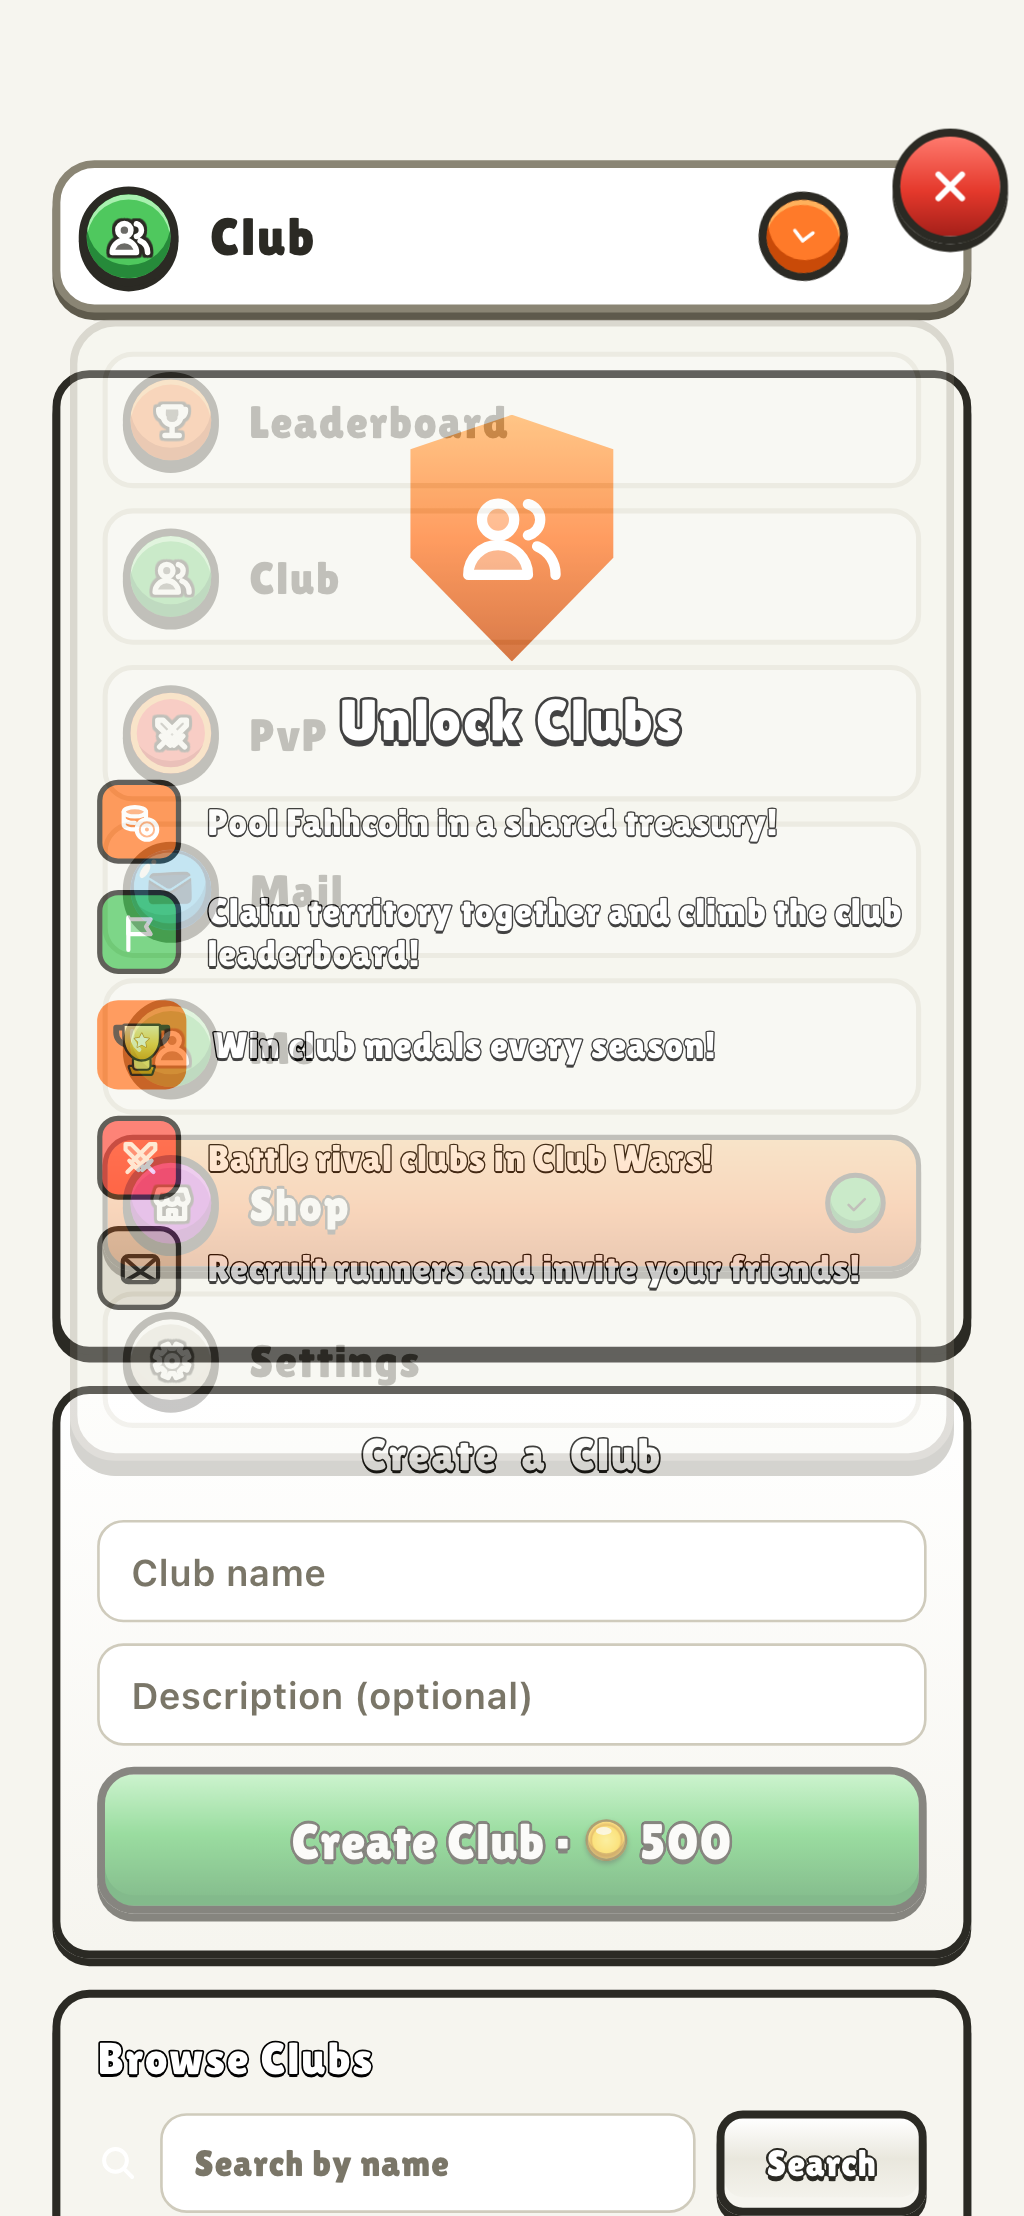 Club
Leaderboard
Club
PvP
Unlock Clubs
Pool Fahhcoin in a shared treasury!
Mail
Claim territory together and climb the club
leaderboard!
Me
Win club medals every season!
Battle rival clubs in Club Wars!
Shop
Recruit runners and invite your friends!
Settings
Create a Club
Club name
Description (optional)
Create Club · 500
Browse Clubs
Search by name
Search